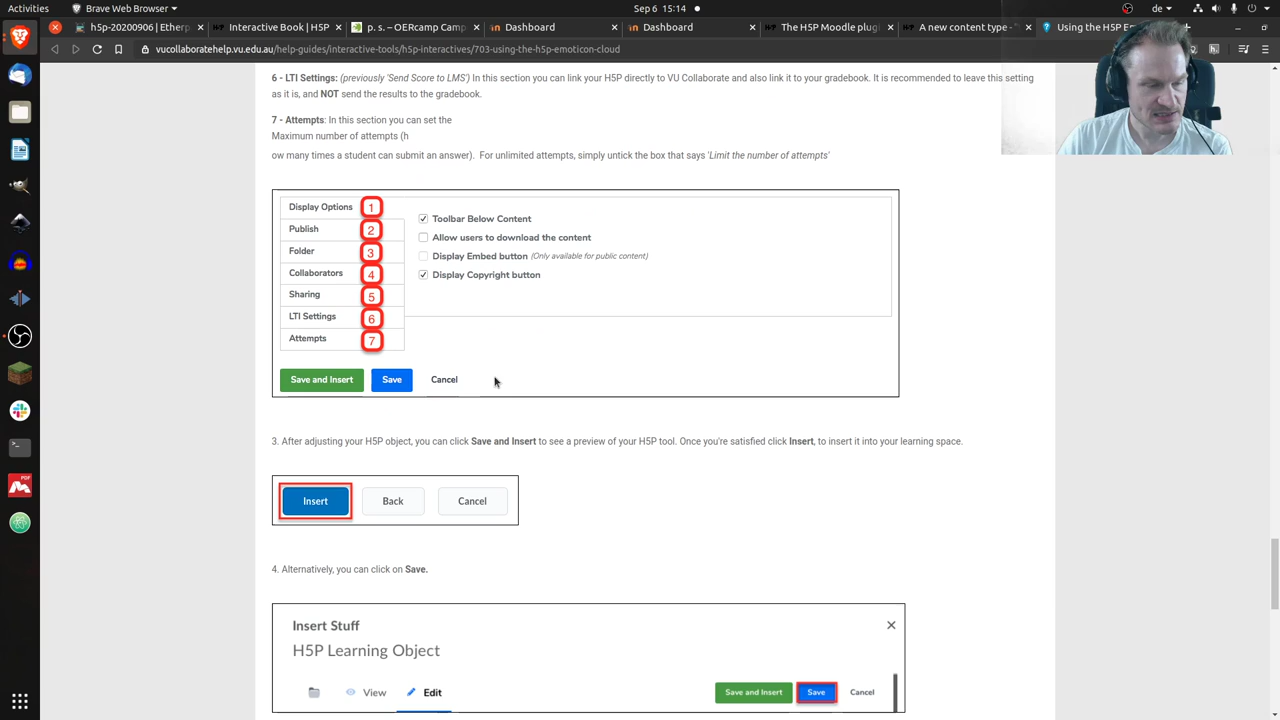 Activities
Brave Web Browser
Sep 6 15:14
h5p-20200906 | Etherp
Interactive Book | H5P
p. s. – OERcamp Camp
Dashboard
Dashboard
The H5P Moodle plug
A new content type - "
Using the H5P Em
vucollaboratehelp.vu.edu.au/help-guides/interactive-tools/h5p-interactives/703-using-the-h5p-emoticon-cloud
6 - LTI Settings: (previously 'Send Score to LMS') In this section you can link your H5P directly to VU Collaborate and also link it to your gradebook. It is recommended to leave this setting
as it is, and NOT send the results to the gradebook.
7 - Attempts: In this section you can set the
Maximum number of attempts (h
ow many times a student can submit an answer). For unlimited attempts, simply untick the box that says 'Limit the number of attempts'
Display Options 1
Publish 2
Folder 3
Collaborators 4
Sharing 5
LTI Settings 6
Attempts 7
Toolbar Below Content
Allow users to download the content
Display Embed button (Only available for public content)
Display Copyright button
Save and Insert Save Cancel
3. After adjusting your H5P object, you can click Save and Insert to see a preview of your H5P tool. Once you're satisfied click Insert, to insert it into your learning space.
Insert Back Cancel
4. Alternatively, you can click on Save.
Insert Stuff
H5P Learning Object
View Edit Save and Insert Save Cancel
PDF